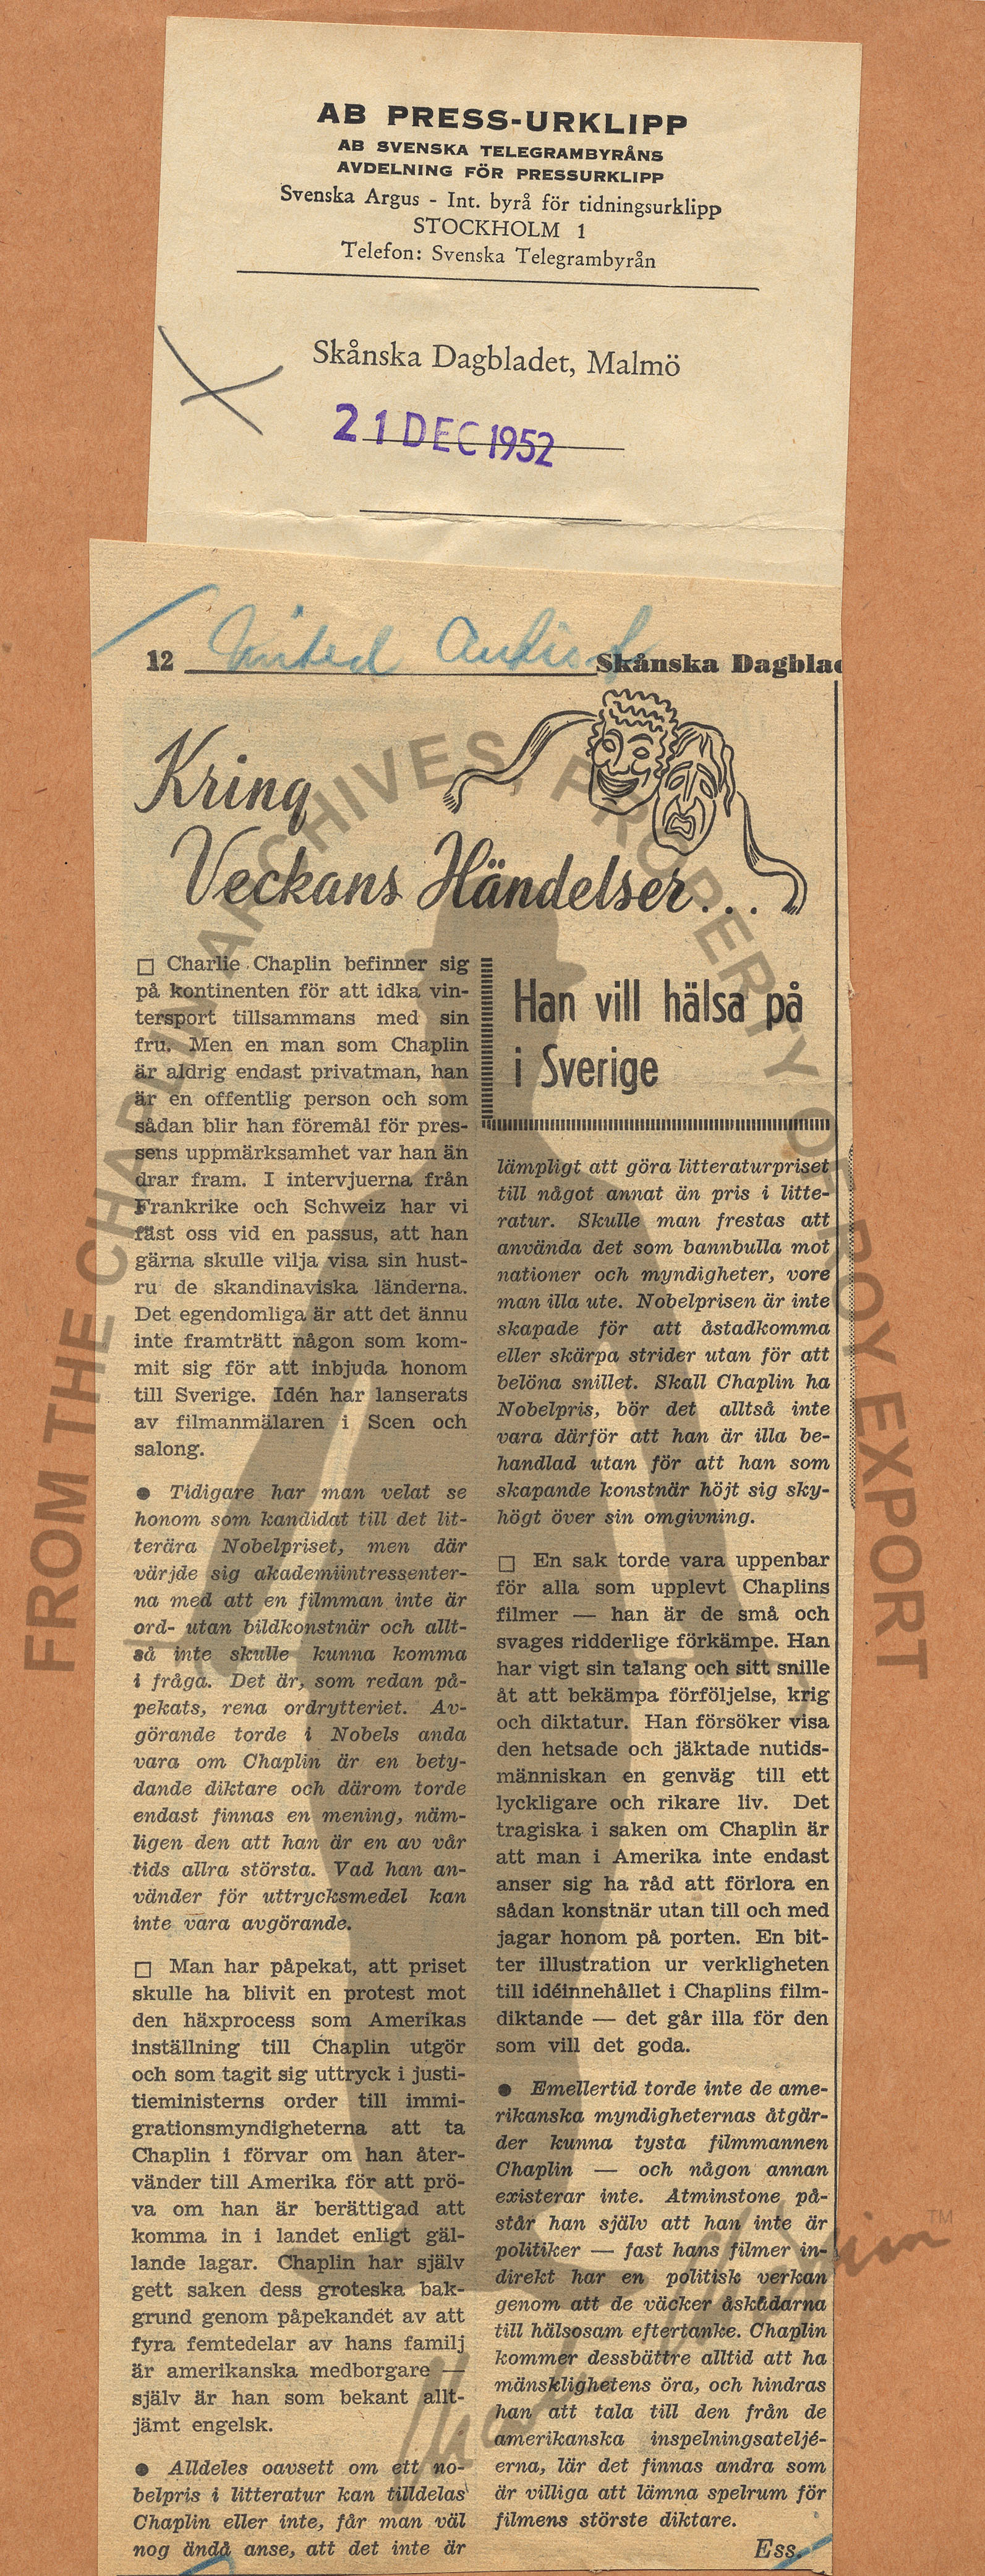 AB PRESS-URKLIPP
AB SVENSKA TELEGRAMBYRÅNS
AVDELNING FÖR PRESSURKLIPP
Svenska Argus - Int. byrå för tidningsurklipp
STOCKHOLM 1
Telefon: Svenska Telegrambyrån
Skånska Dagbladet, Malmö
21 DEC 1952
United Artists
12 Skånska Dagblad
Kring
Veckans Händelser...
□ Charlie Chaplin befinner sig
på kontinenten för att idka vin-
tersport tillsammans med sin
fru. Men en man som Chaplin
är aldrig endast privatman, han
är en offentlig person och som
sådan blir han föremål för pres-
sens uppmärksamhet var han än
drar fram. I intervjuerna från
Frankrike och Schweiz har vi
fäst oss vid en passus, att han
gärna skulle vilja visa sin hust-
ru de skandinaviska länderna.
Det egendomliga är att det ännu
inte framträtt någon som kom-
mit sig för att inbjuda honom
till Sverige. Idén har lanserats
av filmanmälaren i Scen och
salong.
● Tidigare har man velat se
honom som kandidat till det lit-
terära Nobelpriset, men där
värjde sig akademiintressenter-
na med att en filmman inte är
ord- utan bildkonstnär och allt-
så inte skulle kunna komma
i fråga. Det är, som redan på-
pekats, rena ordrytteriet. Av-
görande torde i Nobels anda
vara om Chaplin är en bety-
dande diktare och därom torde
endast finnas en mening, näm-
ligen den att han är en av vår
tids allra största. Vad han an-
vänder för uttrycksmedel kan
inte vara avgörande.
□ Man har påpekat, att priset
skulle ha blivit en protest mot
den häxprocess som Amerikas
inställning till Chaplin utgör
och som tagit sig uttryck i justi-
tieministerns order till immi-
grationsmyndigheterna att ta
Chaplin i förvar om han åter-
vänder till Amerika för att prö-
va om han är berättigad att
komma in i landet enligt gäl-
lande lagar. Chaplin har själv
gett saken dess groteska bak-
grund genom påpekandet av att
fyra femtedelar av hans familj
är amerikanska medborgare —
själv är han som bekant allt-
jämt engelsk.
● Alldeles oavsett om ett no-
belpris i litteratur kan tilldelas
Chaplin eller inte, får man väl
nog ändå anse, att det inte är
Han vill hälsa på
i Sverige
lämpligt att göra litteraturpriset
till något annat än pris i litte-
ratur. Skulle man frestas att
använda det som bannbulla mot
nationer och myndigheter, vore
man illa ute. Nobelprisen är inte
skapade för att åstadkomma
eller skärpa strider utan för att
belöna snillet. Skall Chaplin ha
Nobelpris, bör det alltså inte
vara därför att han är illa be-
handlad utan för att han som
skapande konstnär höjt sig sky-
högt över sin omgivning.
□ En sak torde vara uppenbar
för alla som upplevt Chaplins
filmer — han är de små och
svages ridderlige förkämpe. Han
har vigt sin talang och sitt snille
åt att bekämpa förföljelse, krig
och diktatur. Han försöker visa
den hetsade och jäktade nutids-
människan en genväg till ett
lyckligare och rikare liv. Det
tragiska i saken om Chaplin är
att man i Amerika inte endast
anser sig ha råd att förlora en
sådan konstnär utan till och med
jagar honom på porten. En bit-
ter illustration ur verkligheten
till idéinnehållet i Chaplins film-
diktande — det går illa för den
som vill det goda.
● Emellertid torde inte de ame-
rikanska myndigheternas åtgär-
der kunna tysta filmmannen
Chaplin — och någon annan
existerar inte. Åtminstone på-
står han själv att han inte är
politiker — fast hans filmer in-
direkt har en politisk verkan
genom att de väcker åskådarna
till hälsosam eftertanke. Chaplin
kommer dessbättre alltid att ha
mänsklighetens öra, och hindras
han att tala till den från de
amerikanska inspelningsateljé-
erna, lär det finnas andra som
är villiga att lämna spelrum för
filmens störste diktare.
Ess.
FROM THE CHAPLIN ARCHIVES, PROPERTY OF ROY EXPORT
Charles Chaplin TM